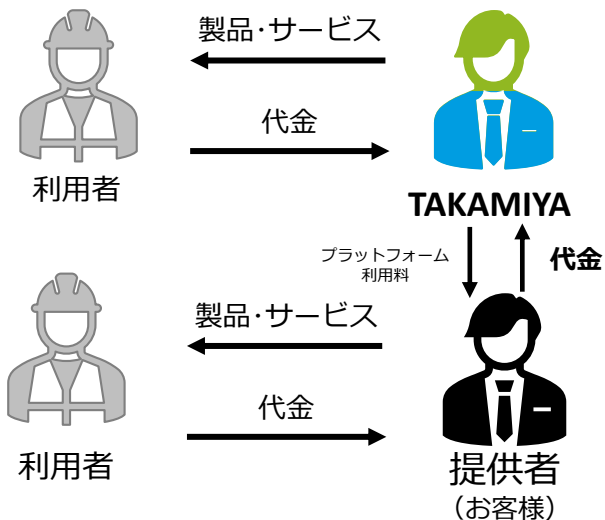 製品・サービス
代金
利用者
TAKAMIYA
プラットフォーム
利用料
代金
製品・サービス
代金
利用者
提供者
（お客様）